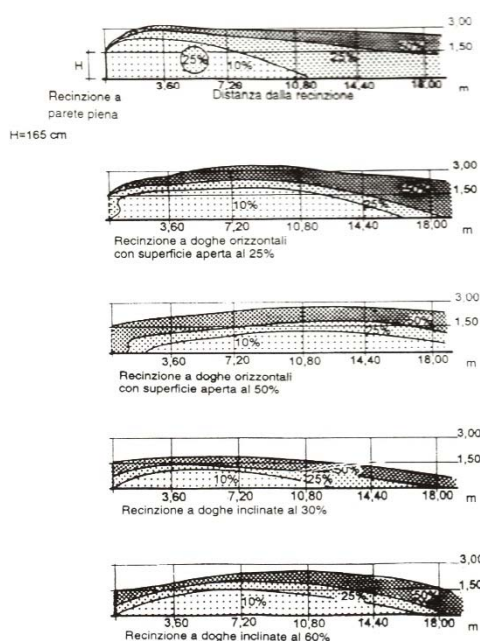 3,00
50%
1,50
H
25%
10%
25%
3,60 7,20 10,80 14,40 18,00 m
Recinzione a Distanza dalla recinzione
parete piena
H=165 cm
3,00
50%
1,50
10%
25%
3,60 7,20 10,80 14,40 18,00 m
Recinzione a doghe orizzontali
con superficie aperta al 25%
3,00
50%
1,50
25%
10%
3,60 7,20 10,80 14,40 18,00 m
Recinzione a doghe orizzontali
con superficie aperta al 50%
3,00
50%
1,50
10% 25%
3,60 7,20 10,80 14,40 18,00 m
Recinzione a doghe inclinate al 30%
3,00
1,50
25% 50%
10%
3,60 7,20 10,80 14,40 18,00 m
Recinzione a doghe inclinate al 60%